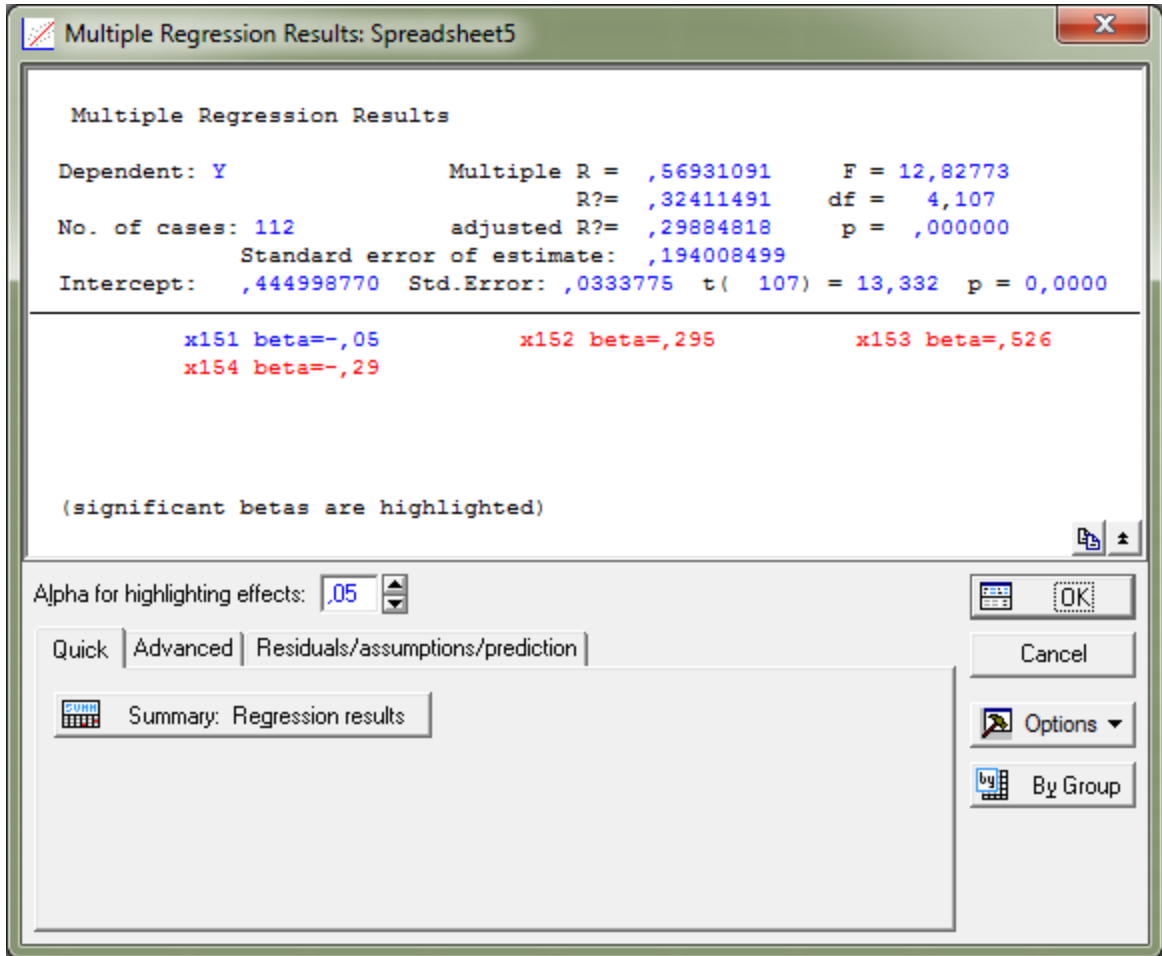 Multiple Regression Results: Spreadsheet5
X
Multiple Regression Results
Dependent: Y Multiple R = ,56931091 F = 12,82773
R?= ,32411491 df = 4,107
No. of cases: 112 adjusted R?= ,29884818 p = ,000000
Standard error of estimate: ,194008499
Intercept: ,444998770 Std.Error: ,0333775 t( 107) = 13,332 p = 0,0000
x151 beta=-,05 x152 beta=,295 x153 beta=,526
x154 beta=-,29
(significant betas are highlighted)
Alpha for highlighting effects: ,05
OK
Quick Advanced Residuals/assumptions/prediction
Cancel
SUMM Summary: Regression results
Options
by By Group